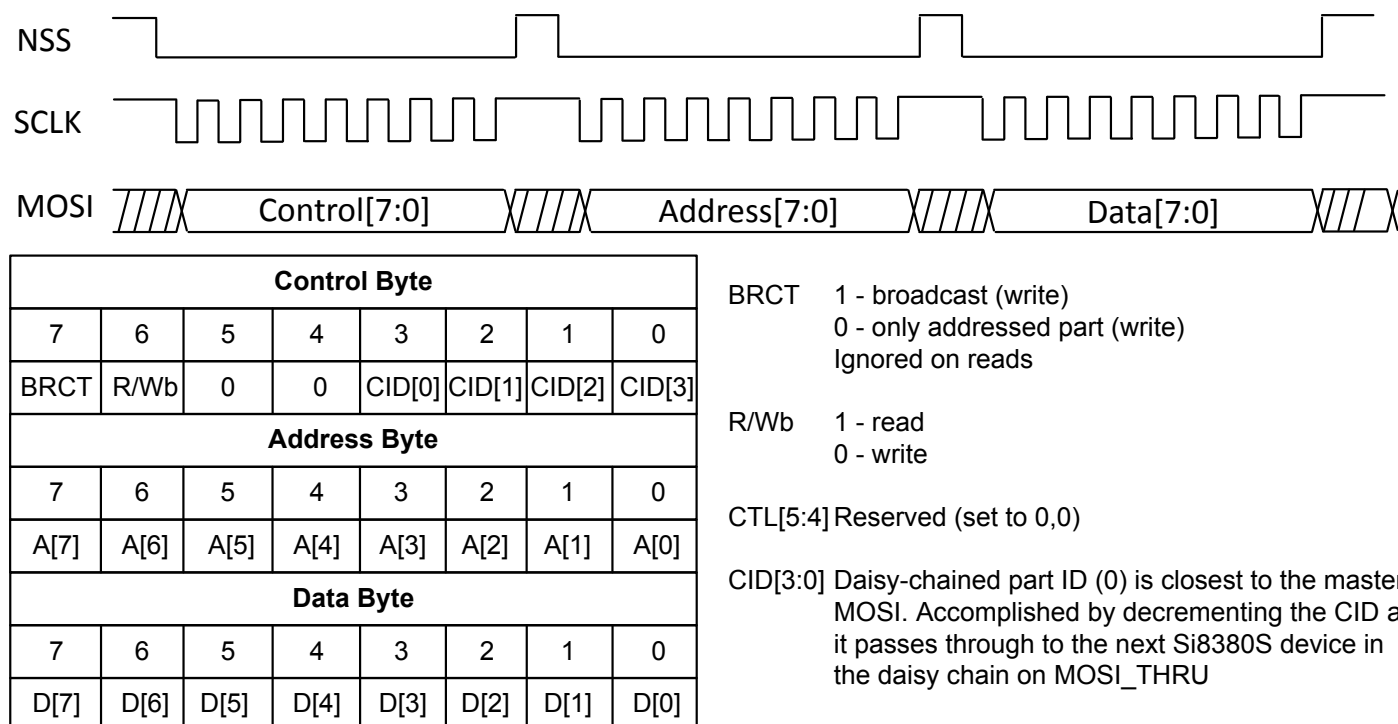 NSS
SCLK
MOSI Control[7:0] Address[7:0] Data[7:0]
Control Byte
7 6 5 4 3 2 1 0
BRCT R/Wb 0 0 CID[0] CID[1] CID[2] CID[3]
Address Byte
7 6 5 4 3 2 1 0
A[7] A[6] A[5] A[4] A[3] A[2] A[1] A[0]
Data Byte
7 6 5 4 3 2 1 0
D[7] D[6] D[5] D[4] D[3] D[2] D[1] D[0]
BRCT 1 - broadcast (write)
0 - only addressed part (write)
Ignored on reads
R/Wb 1 - read
0 - write
CTL[5:4] Reserved (set to 0,0)
CID[3:0] Daisy-chained part ID (0) is closest to the master
MOSI. Accomplished by decrementing the CID a
it passes through to the next Si8380S device in
the daisy chain on MOSI_THRU